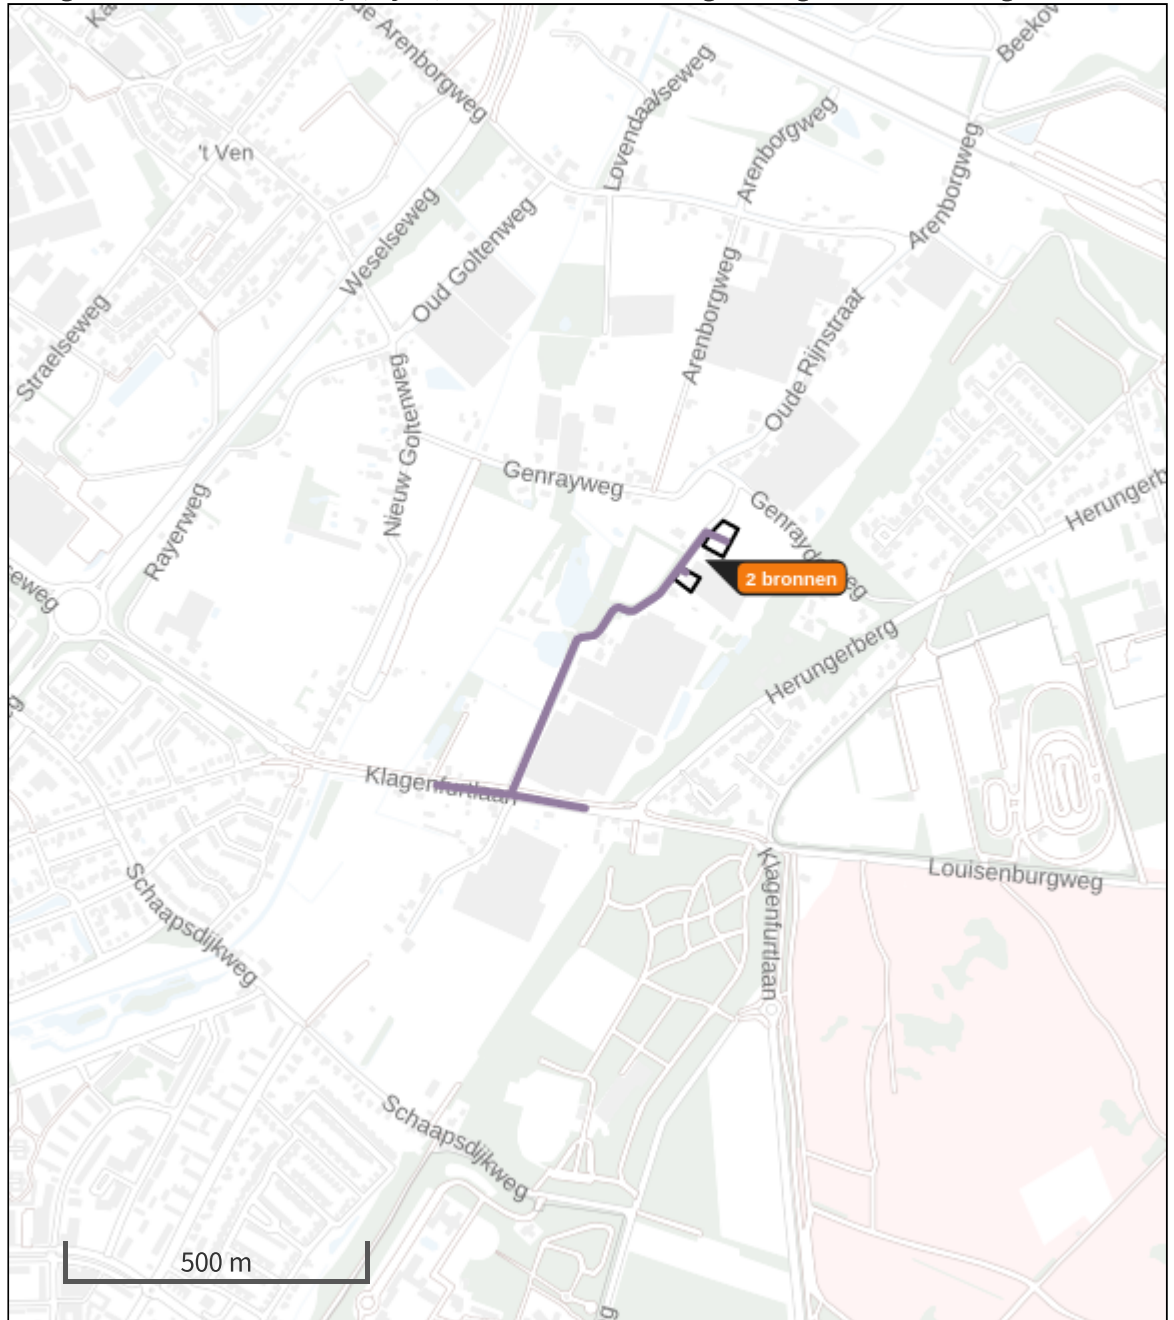 de Arenborgweg
Lovendaalseweg
Arenborgweg
Arenborgweg
't Ven
Weselseweg
Oud Goltenweg
Arenborgweg
Oude Rijnstraat
Straelseweg
Nieuw Goltenweg
Genrayweg
Rayerweg
2 bronnen
Herungerberg
Klagenfurtlaan
Louisenburgweg
Klagenfurtlaan
Schaapsdijkweg
Schaapsdijkweg
500 m